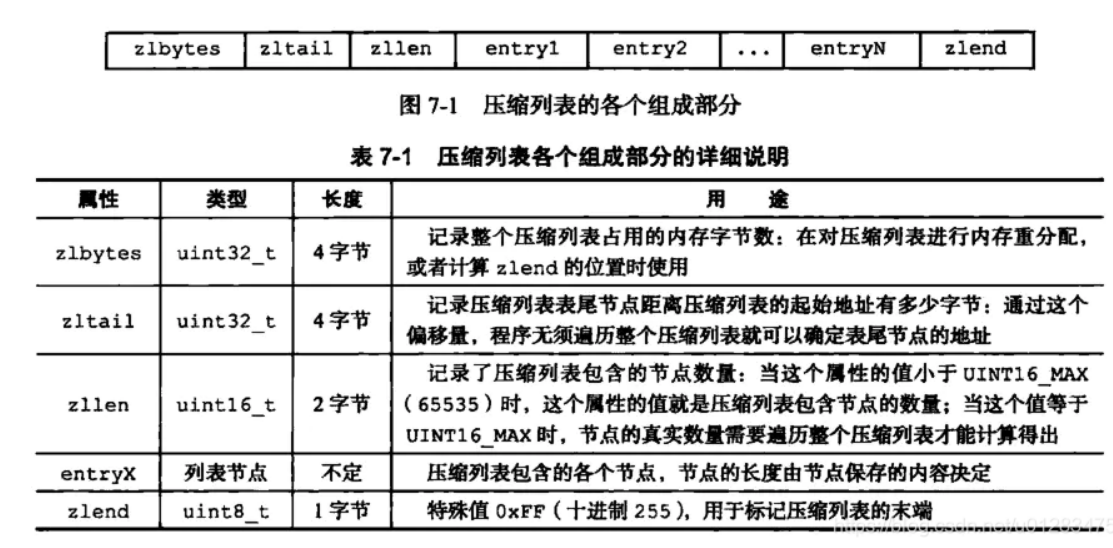 zlbytes zltail zllen entry1 entry2 ... entryN zlend
图 7-1 压缩列表的各个组成部分
表 7-1 压缩列表各个组成部分的详细说明
属性 类型 长度 用 途
zlbytes uint32_t 4 字节 记录整个压缩列表占用的内存字节数：在对压缩列表进行内存重分配，
或者计算 zlend 的位置时使用
zltail uint32_t 4 字节 记录压缩列表表尾节点距离压缩列表的起始地址有多少字节：通过这个
偏移量，程序无须遍历整个压缩列表就可以确定表尾节点的地址
zllen uint16_t 2 字节 记录了压缩列表包含的节点数量：当这个属性的值小于 UINT16_MAX
（65535）时，这个属性的值就是压缩列表包含节点的数量；当这个值等于
UINT16_MAX 时，节点的真实数量需要遍历整个压缩列表才能计算得出
entryX 列表节点 不定 压缩列表包含的各个节点，节点的长度由节点保存的内容决定
zlend uint8_t 1 字节 特殊值 0xFF（十进制 255），用于标记压缩列表的末端